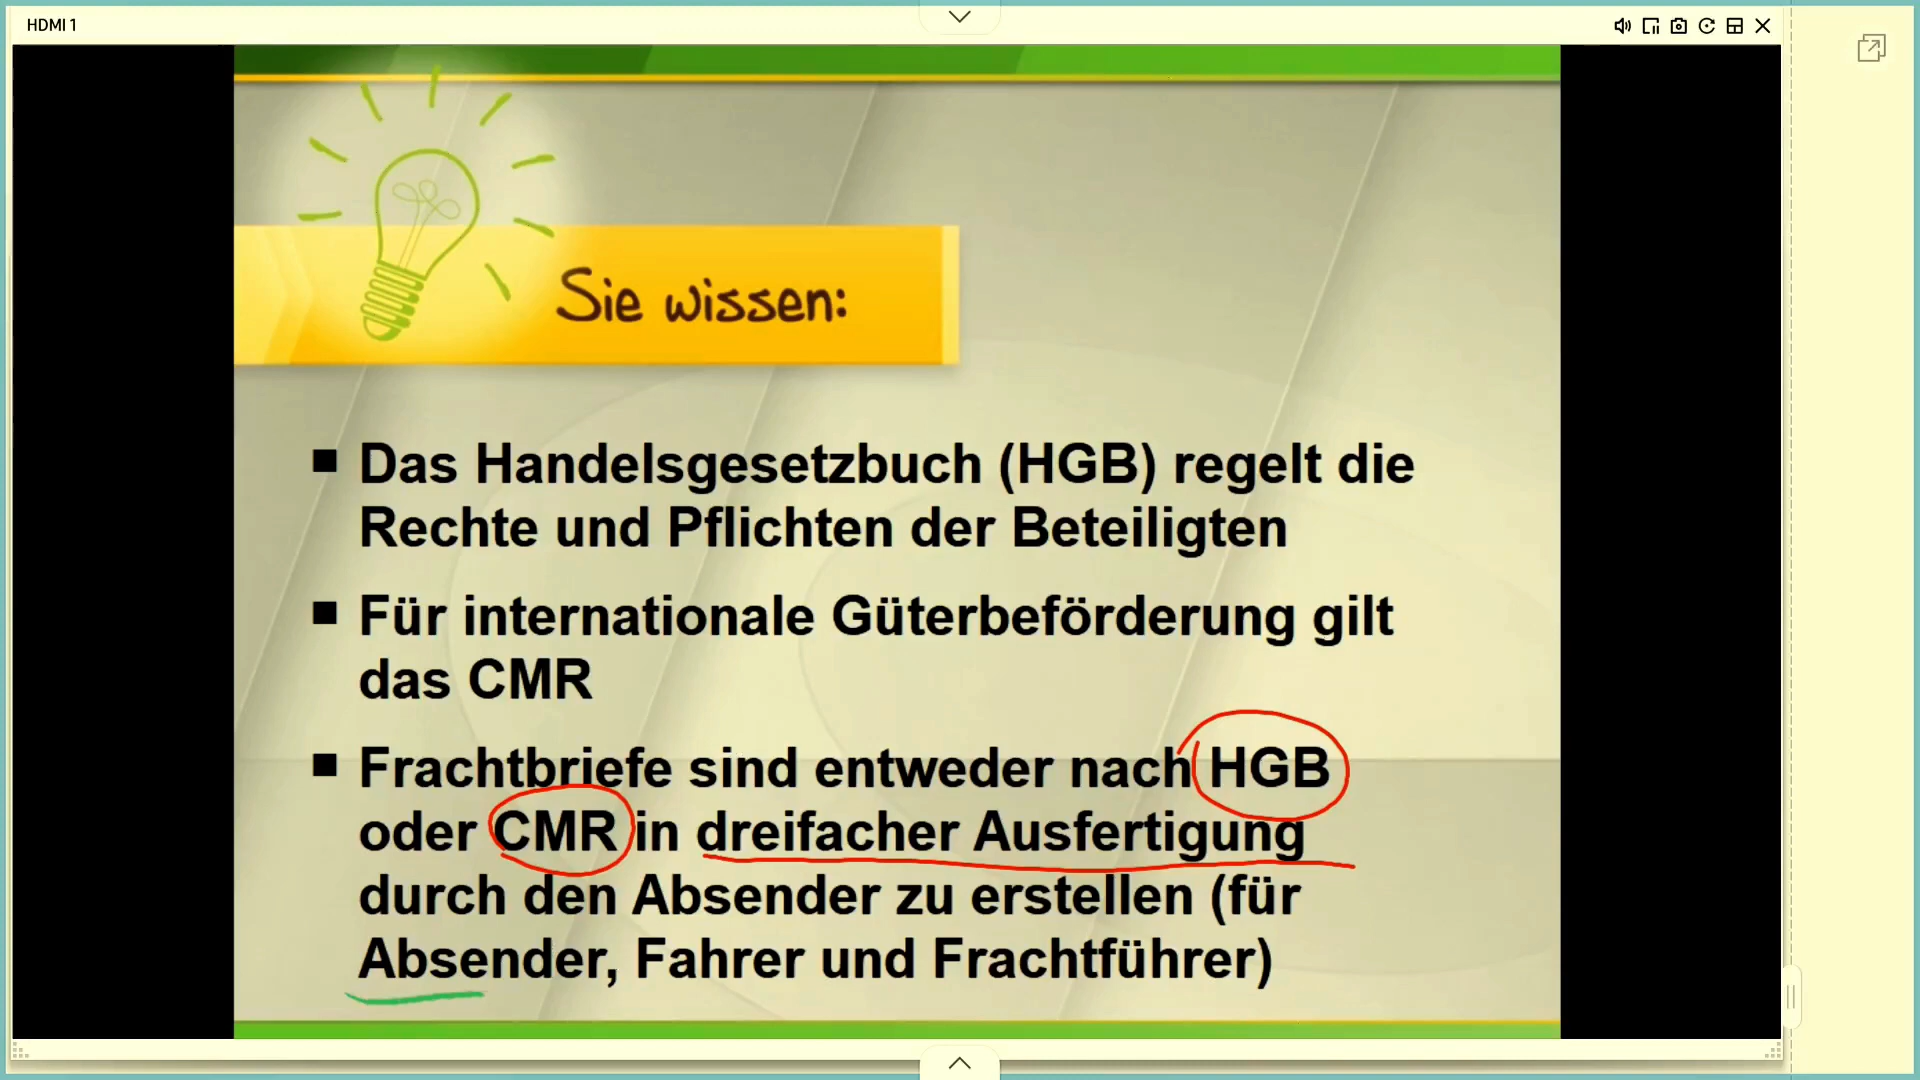 HDMI 1
Sie wissen:
■ Das Handelsgesetzbuch (HGB) regelt die
Rechte und Pflichten der Beteiligten
■ Für internationale Güterbeförderung gilt
das CMR
■ Frachtbriefe sind entweder nach HGB
oder CMR in dreifacher Ausfertigung
durch den Absender zu erstellen (für
Absender, Fahrer und Frachtführer)